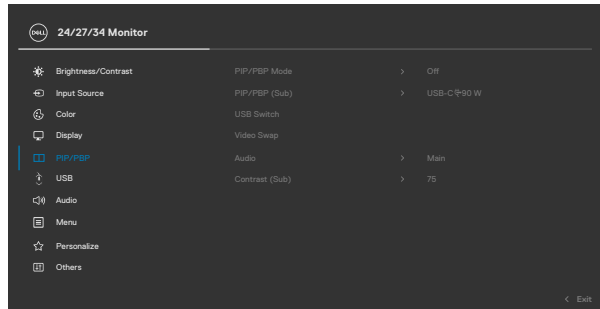 DELL 24/27/34 Monitor
Brightness/Contrast PIP/PBP Mode > Off
Input Source PIP/PBP (Sub) > USB-C 90 W
Color USB Switch
Display Video Swap
PIP/PBP Audio > Main
USB Contrast (Sub) > 75
Audio
Menu
Personalize
Others
< Exit